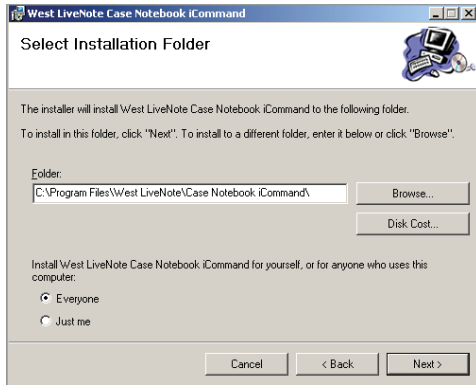 West LiveNote Case Notebook iCommand
Select Installation Folder
The installer will install West LiveNote Case Notebook iCommand to the following folder.
To install in this folder, click "Next". To install to a different folder, enter it below or click "Browse".
Folder:
C:\Program Files\West LiveNote\Case Notebook iCommand\
Browse...
Disk Cost...
Install West LiveNote Case Notebook iCommand for yourself, or for anyone who uses this
computer:
Everyone
Just me
Cancel
< Back
Next >